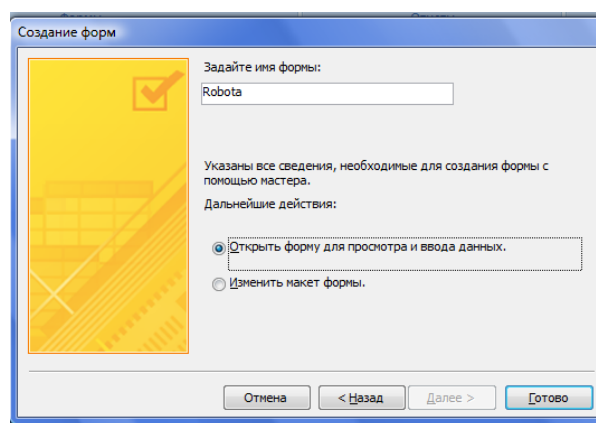 Создание форм
Задайте имя формы:
Robota
Указаны все сведения, необходимые для создания формы с
помощью мастера.
Дальнейшие действия:
Открыть форму для просмотра и ввода данных.
Изменить макет формы.
Отмена
< Назад
Далее >
Готово